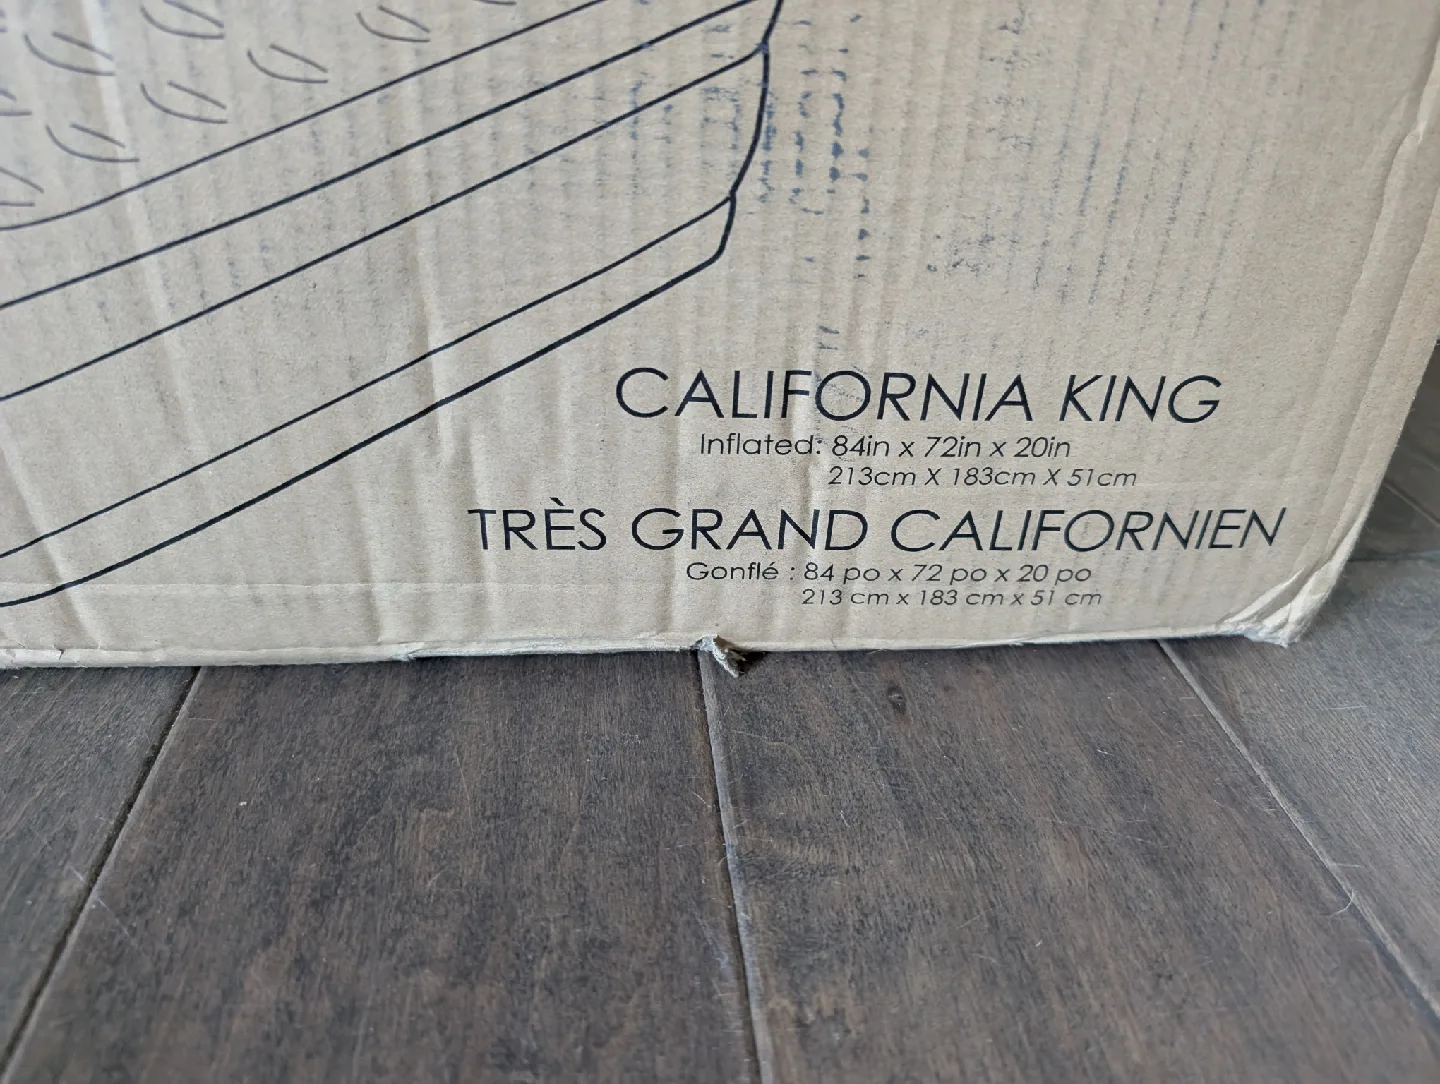 CALIFORNIA KING
Inflated: 84in x 72in x 20in
213cm X 183cm X 51cm
TRÈS GRAND CALIFORNIEN
Gonflé : 84 po x 72 po x 20 po
213 cm x 183 cm x 51 cm